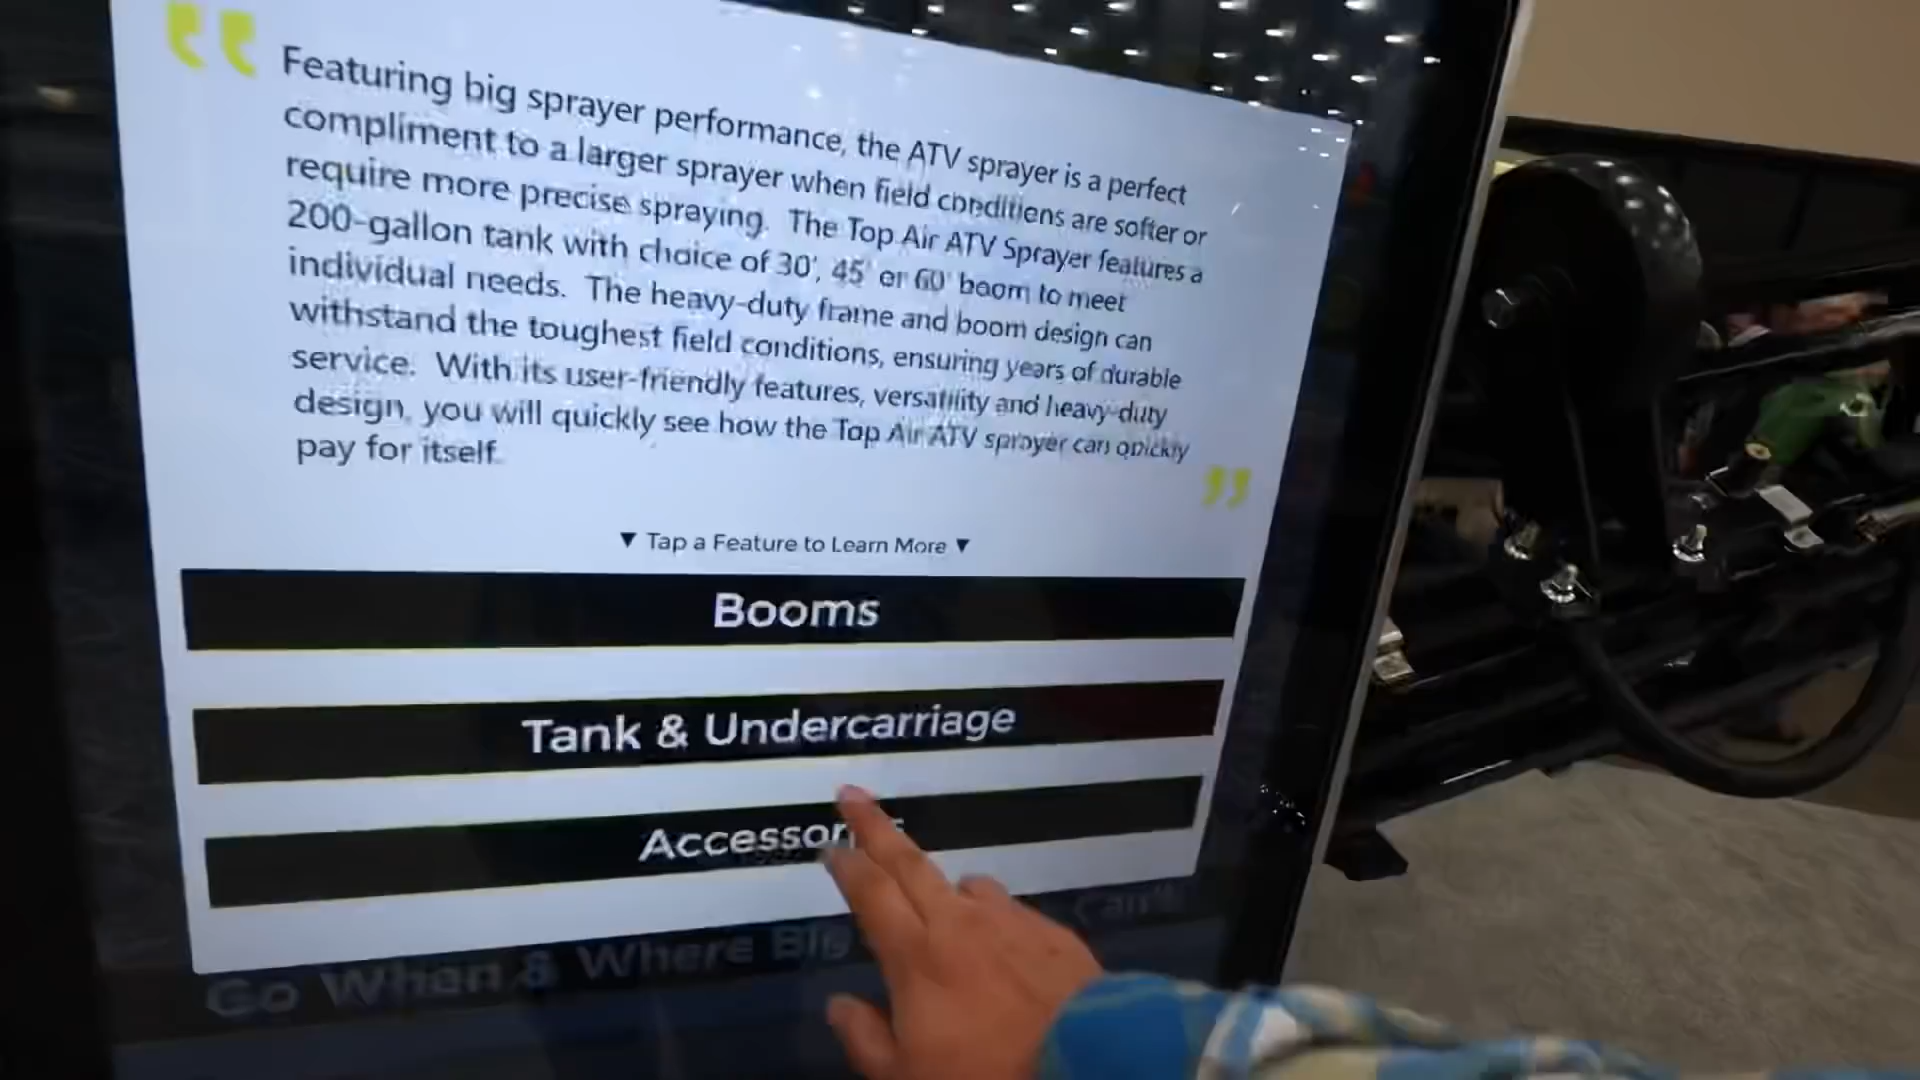 Featuring big sprayer performance, the ATV sprayer is a perfect
compliment to a larger sprayer when field conditions are softer or
require more precise spraying. The Top Air ATV Sprayer features a
200-gallon tank with choice of 30', 45' or 60' boom to meet
individual needs. The heavy-duty frame and boom design can
withstand the toughest field conditions, ensuring years of durable
service. With its user-friendly features, versatility and heavy-duty
design, you will quickly see how the Top Air ATV sprayer can quickly
pay for itself.
▼ Tap a Feature to Learn More ▼
Booms
Tank & Undercarriage
Go When & Where Big